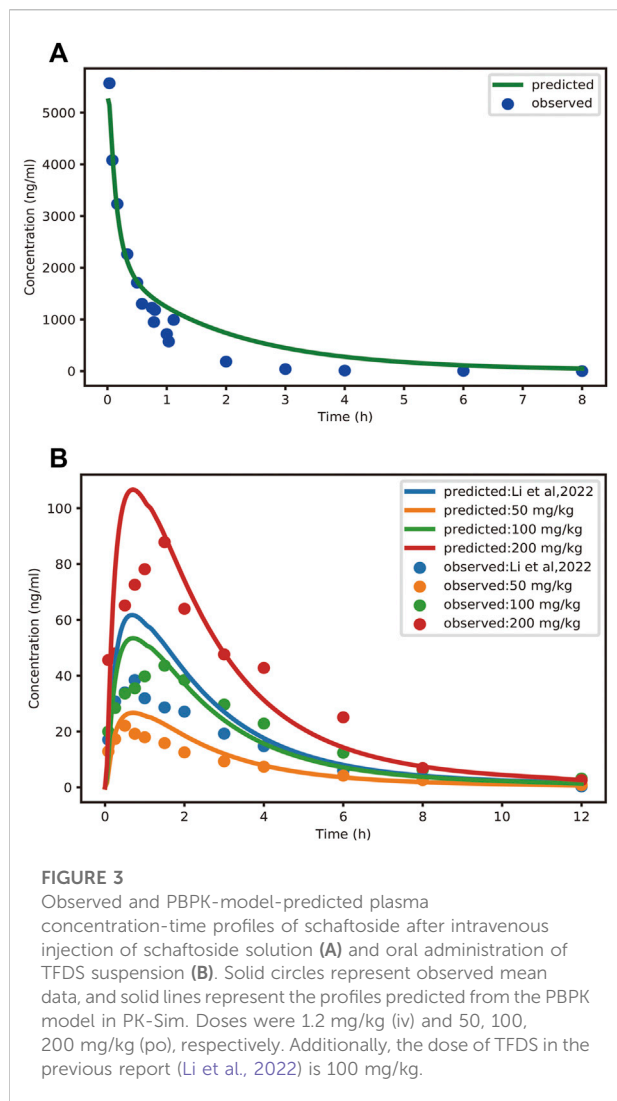 A
predicted
observed
5000
4000
3000
2000
1000
0
Concentration (ng/ml)
0 1 2 3 4 5 6 7 8
Time (h)
B
predicted:Li et al,2022
predicted:50 mg/kg
predicted:100 mg/kg
predicted:200 mg/kg
observed:Li et al,2022
observed:50 mg/kg
observed:100 mg/kg
observed:200 mg/kg
100
80
60
40
20
0
Concentration (ng/ml)
0 2 4 6 8 10 12
Time (h)
FIGURE 3
Observed and PBPK-model-predicted plasma
concentration-time profiles of schaftoside after intravenous
injection of schaftoside solution (A) and oral administration of
TFDS suspension (B). Solid circles represent observed mean
data, and solid lines represent the profiles predicted from the PBPK
model in PK-Sim. Doses were 1.2 mg/kg (iv) and 50, 100,
200 mg/kg (po), respectively. Additionally, the dose of TFDS in the
previous report (Li et al., 2022) is 100 mg/kg.